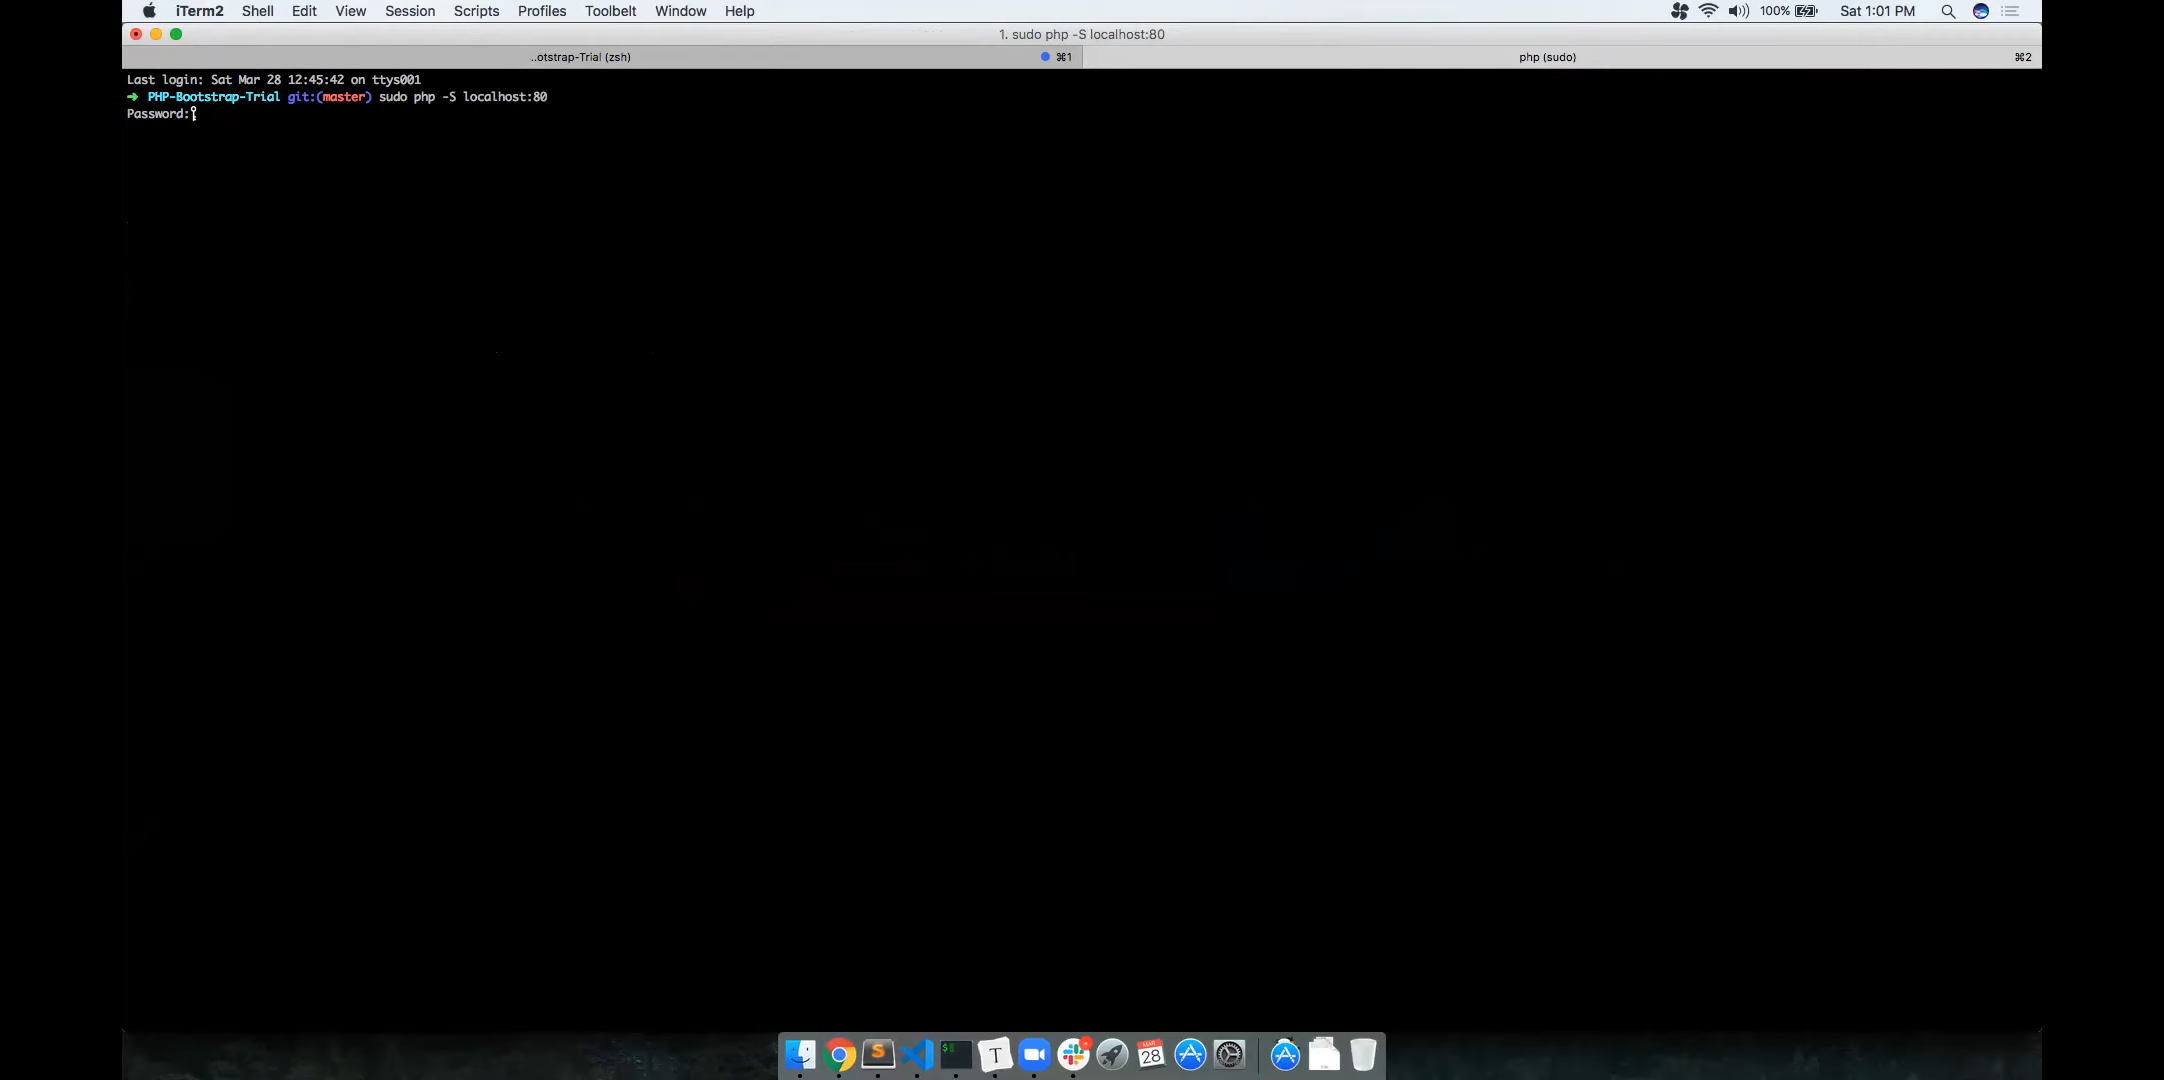 iTerm2 Shell Edit View Session Scripts Profiles Toolbelt Window Help 100% Sat 1:01 PM
1. sudo php -S localhost:80
..otstrap-Trial (zsh) ⌘1 php (sudo) ⌘2
Last login: Sat Mar 28 12:45:42 on ttys001
➜ PHP-Bootstrap-Trial git:(master) sudo php -S localhost:80
Password:
$
S T MAR
28